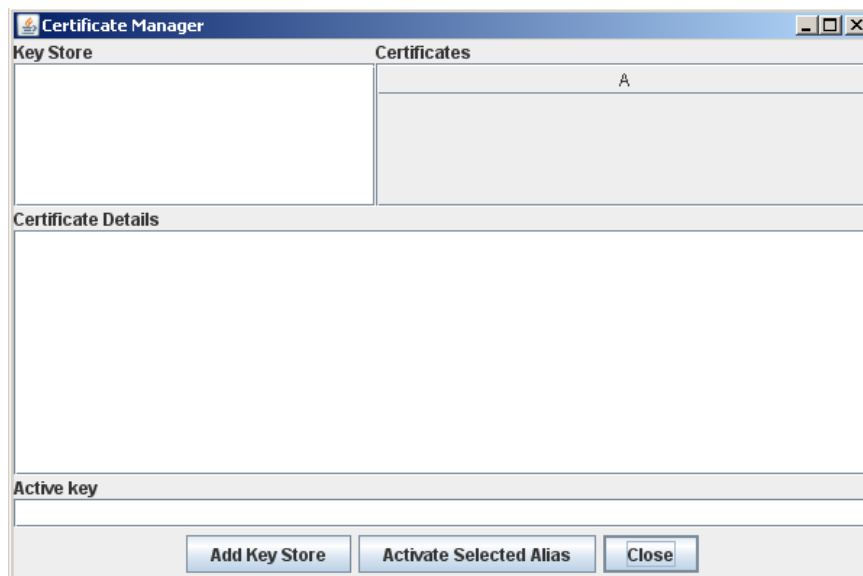 Certificate Manager
Key Store
Certificates
A
Certificate Details
Active key
Add Key Store
Activate Selected Alias
Close